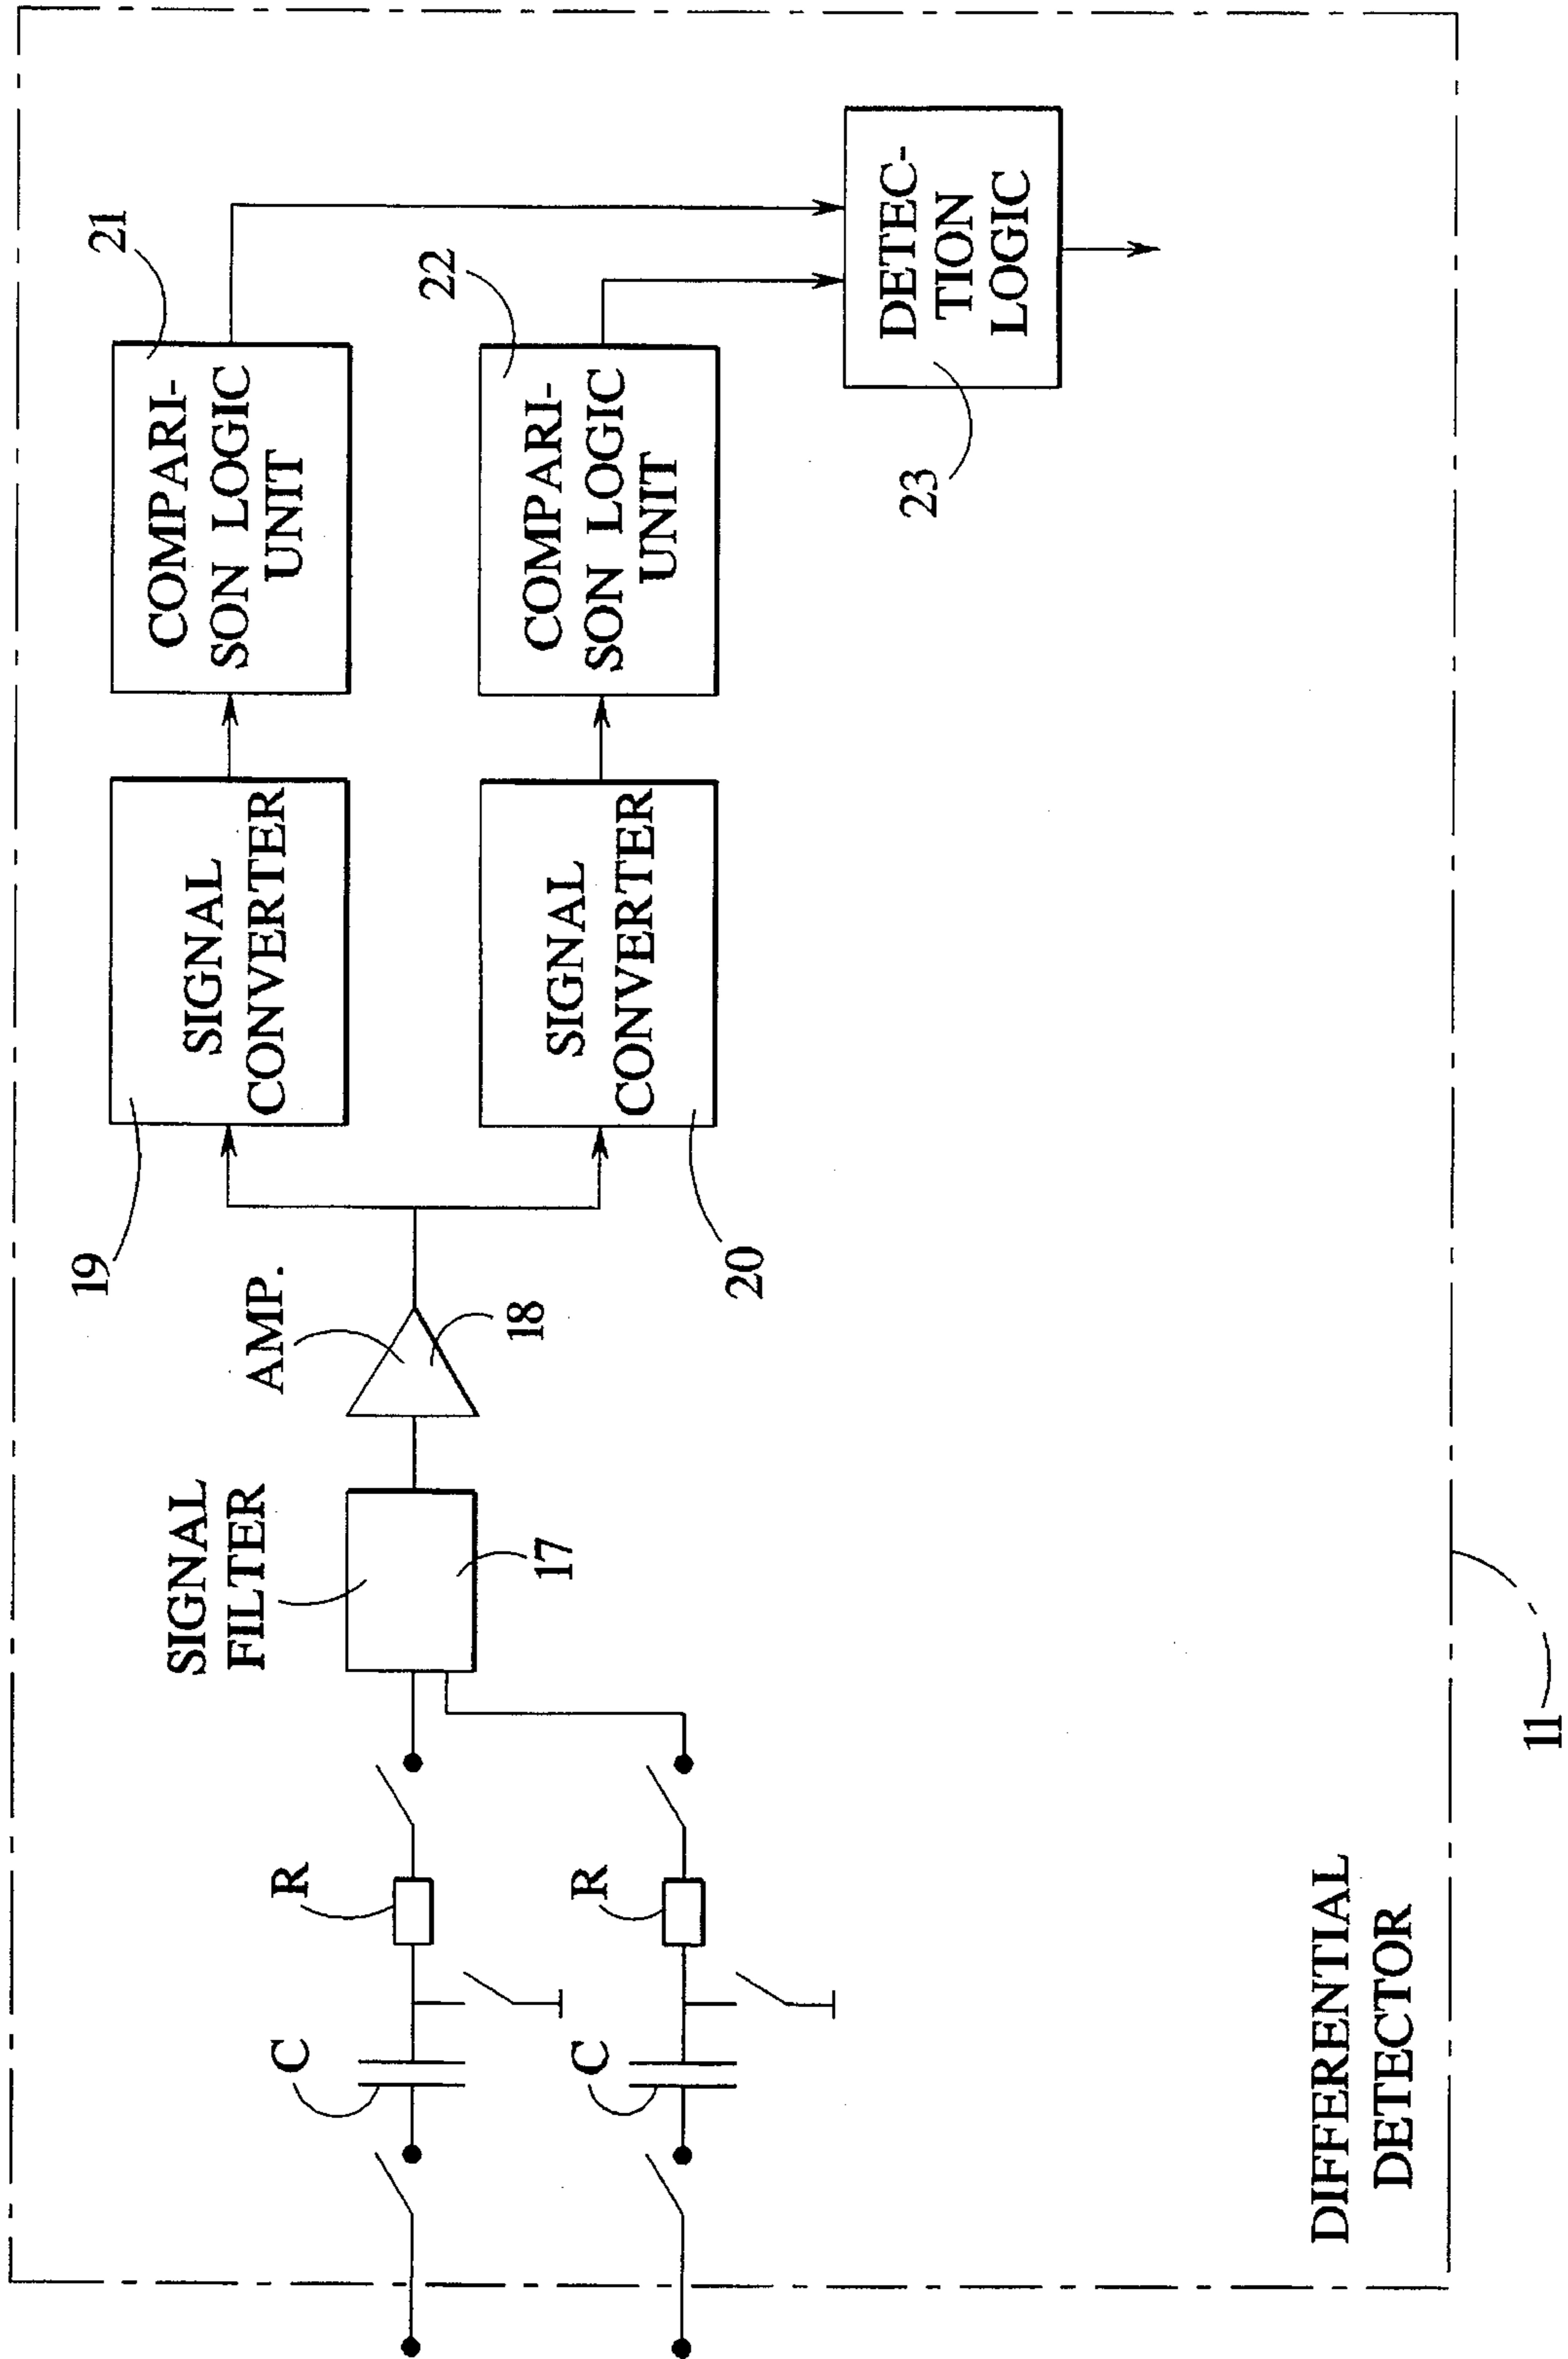 SIGNAL
FILTER
17
AMP.
18
19
SIGNAL
CONVERTER
21
COMPARI-
SON LOGIC
UNIT
20
SIGNAL
CONVERTER
22
COMPARI-
SON LOGIC
UNIT
23
DETEC-
TION
LOGIC
C
R
C
R
DIFFERENTIAL
DETECTOR
11